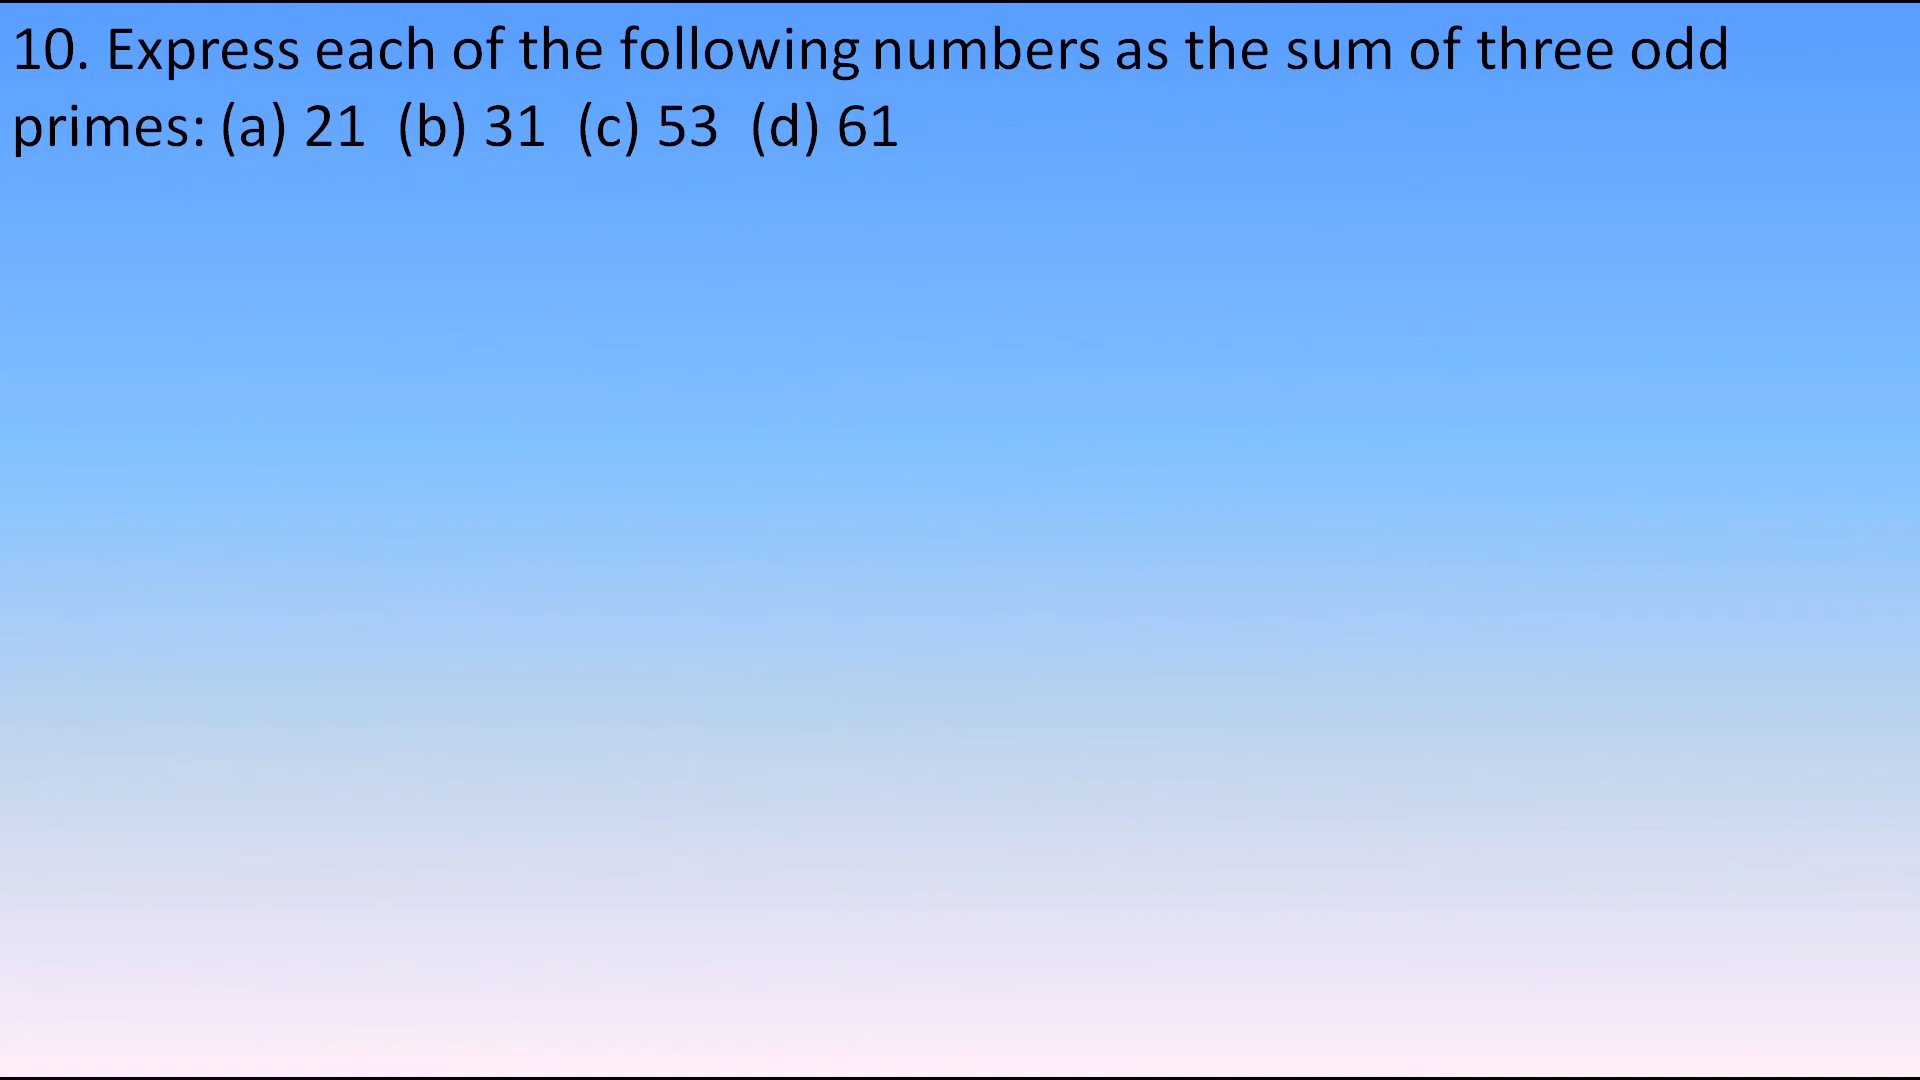 10. Express each of the following numbers as the sum of three odd
primes: (a) 21 (b) 31 (c) 53 (d) 61